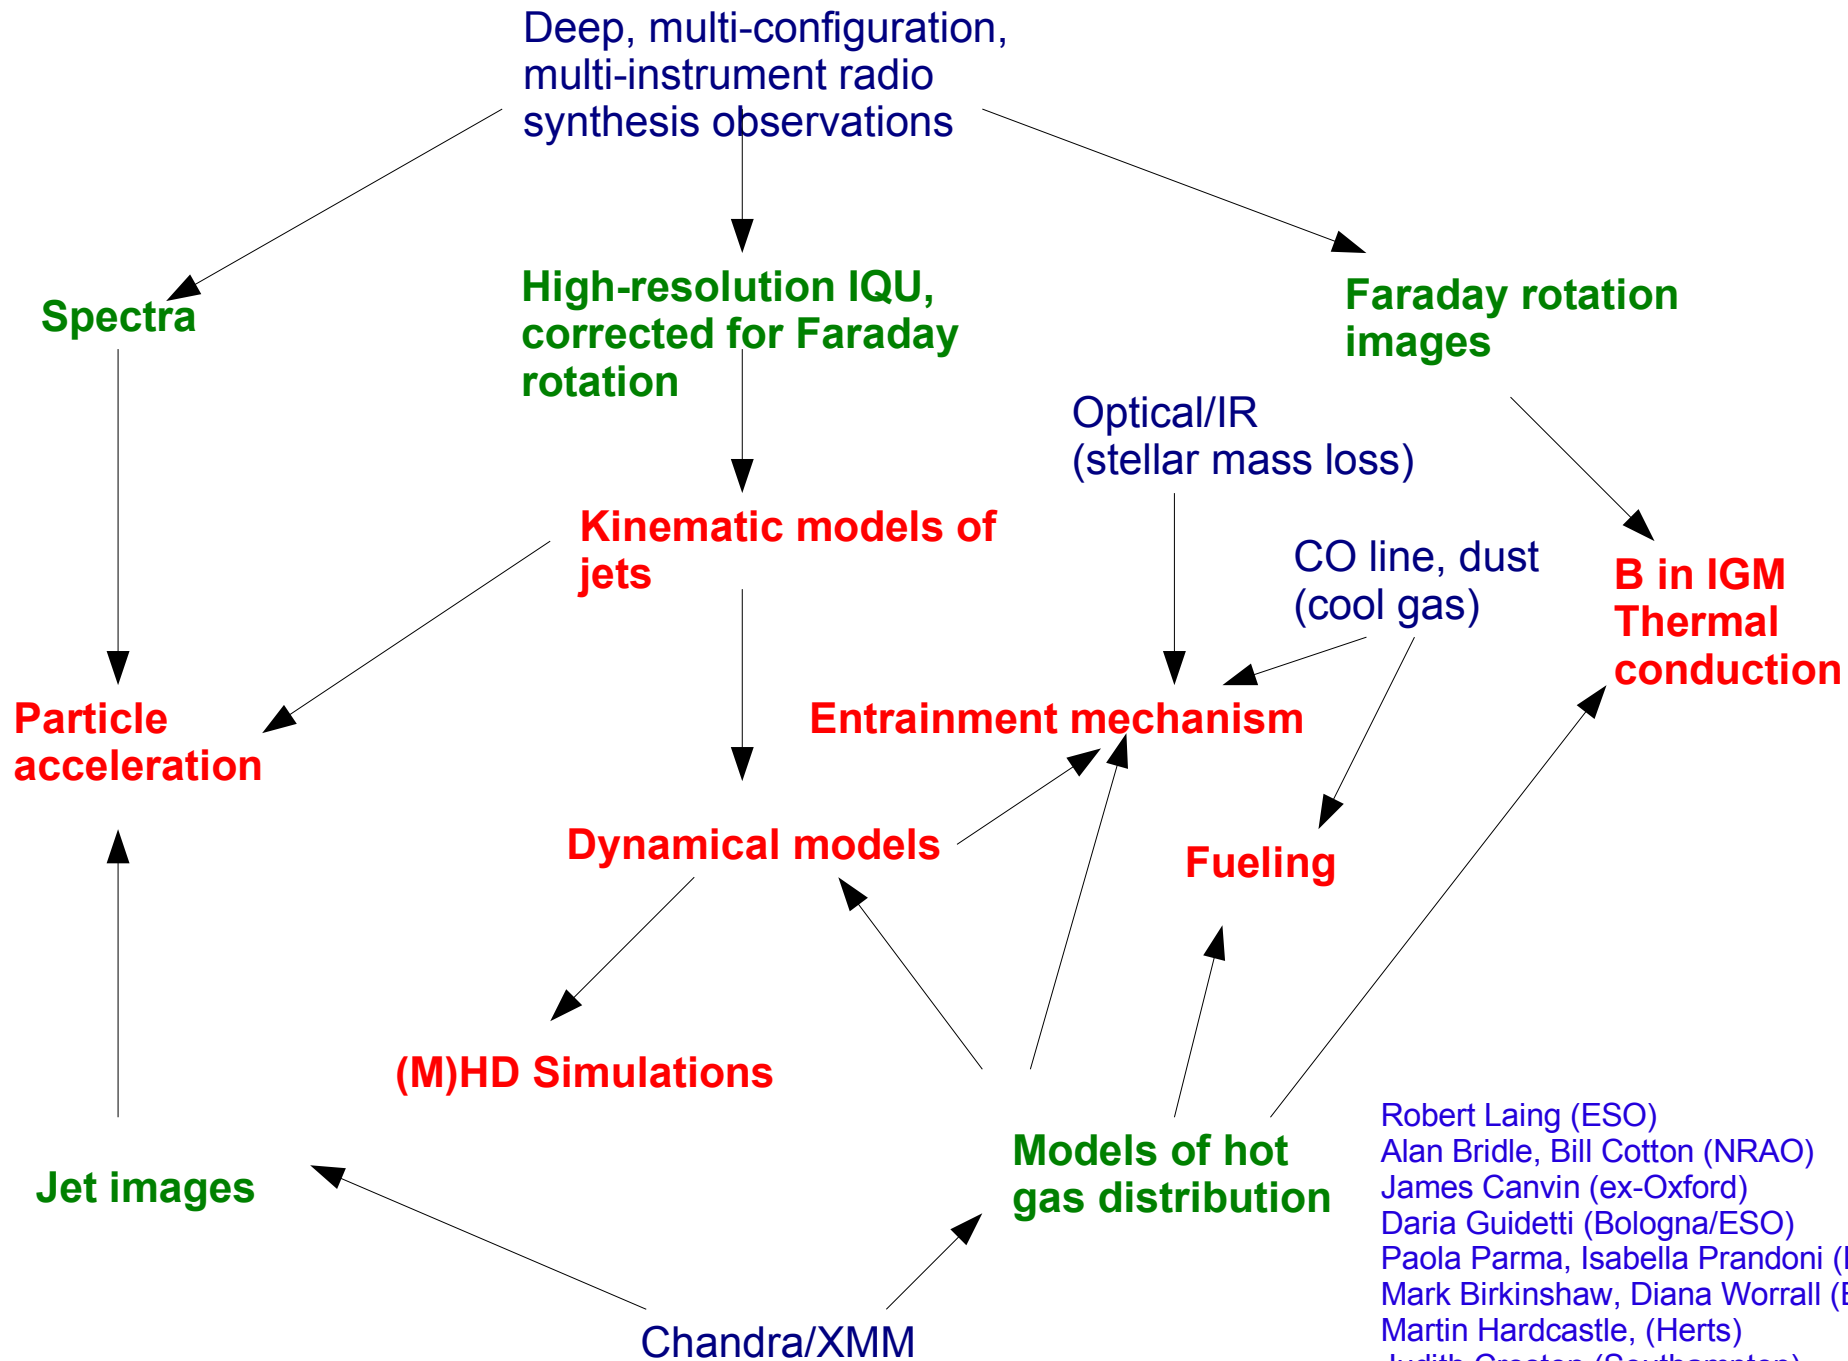 Deep, multi-configuration,
multi-instrument radio
synthesis observations
Spectra
High-resolution IQU,
corrected for Faraday
rotation
Faraday rotation
images
Optical/IR
(stellar mass loss)
Kinematic models of
jets
CO line, dust
(cool gas)
B in IGM
Thermal
conduction
Particle
acceleration
Entrainment mechanism
Dynamical models
Fueling
(M)HD Simulations
Jet images
Models of hot
gas distribution
Chandra/XMM
Robert Laing (ESO)
Alan Bridle, Bill Cotton (NRAO)
James Canvin (ex-Oxford)
Daria Guidetti (Bologna/ESO)
Paola Parma, Isabella Prandoni (
Mark Birkinshaw, Diana Worrall (
Martin Hardcastle, (Herts)
Judith Croston (Southampton)